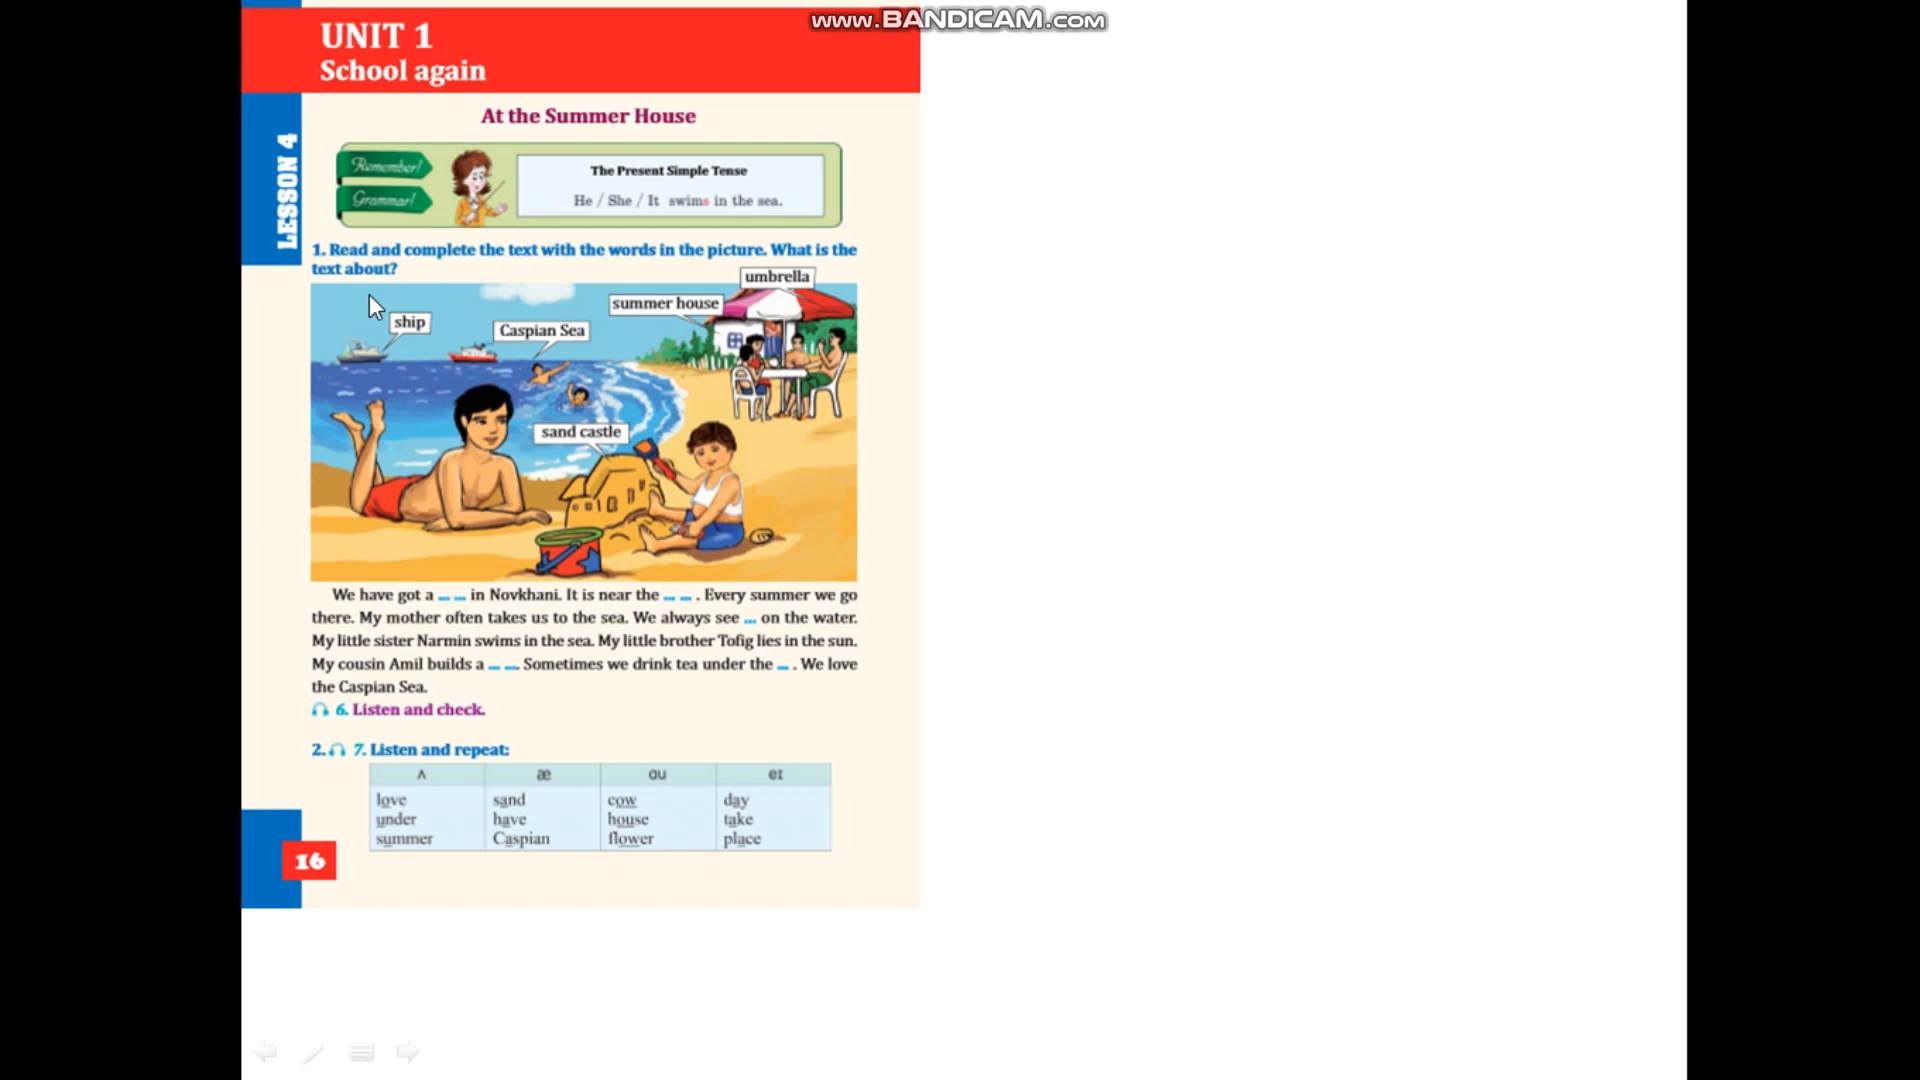 www.BANDICAM.com
UNIT 1
School again
LESSON 4
At the Summer House
Remember!
Grammar!
The Present Simple Tense
He / She / It swims in the sea.
1. Read and complete the text with the words in the picture. What is the
text about?
umbrella
summer house
ship
Caspian Sea
sand castle
We have got a ... ... in Novkhani. It is near the ... ... . Every summer we go
there. My mother often takes us to the sea. We always see ... on the water.
My little sister Narmin swims in the sea. My little brother Tofig lies in the sun.
My cousin Amil builds a ... .... Sometimes we drink tea under the ... . We love
the Caspian Sea.
6. Listen and check.
2. 7. Listen and repeat:
ʌ æ ɑu eɪ
love sand cow day
under have house take
summer Caspian flower place
16